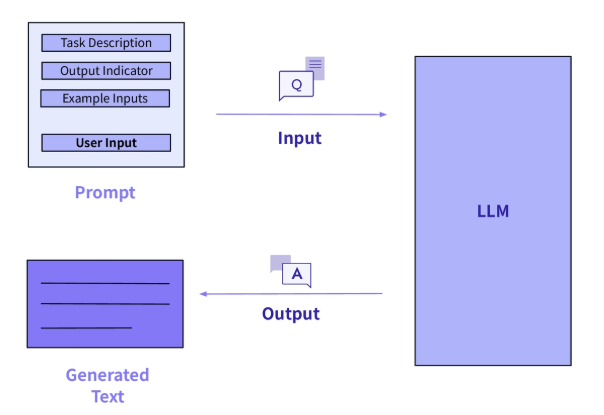 Task Description
Output Indicator
Example Inputs
User Input
Prompt
Q
Input
LLM
A
Output
Generated
Text